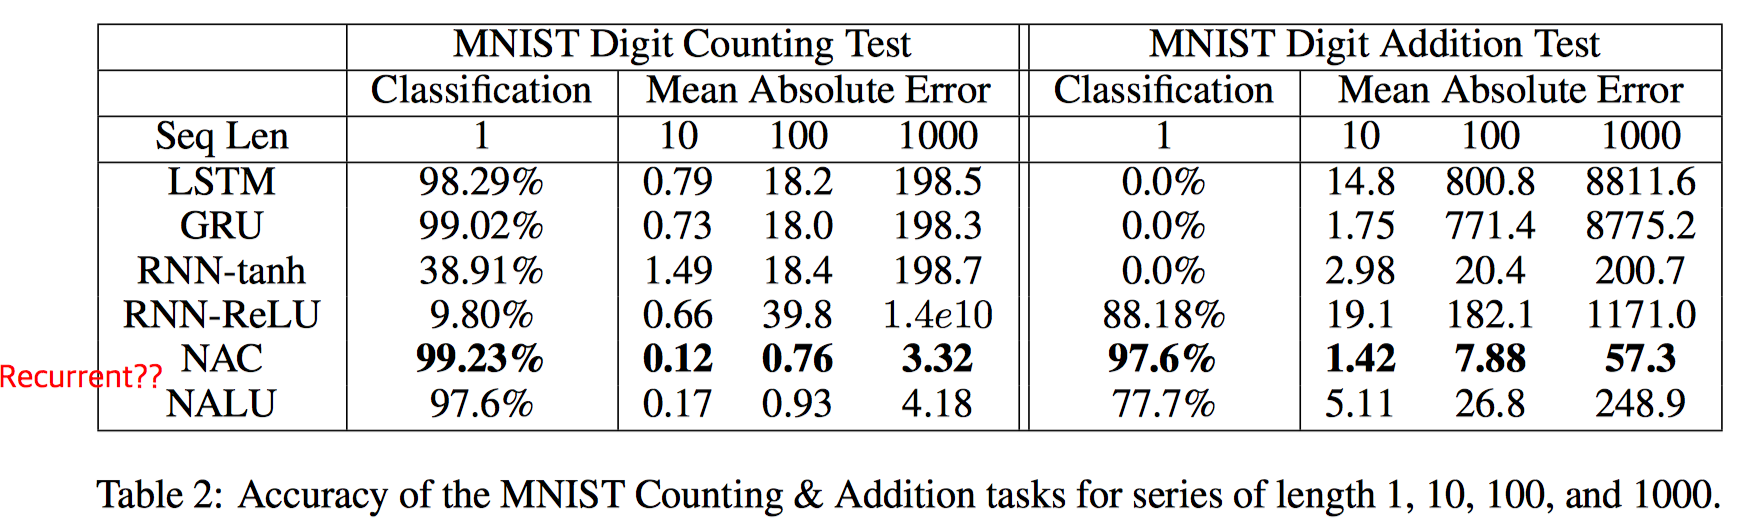 MNIST Digit Counting Test MNIST Digit Addition Test
Classification Mean Absolute Error Classification Mean Absolute Error
Seq Len 1 10 100 1000 1 10 100 1000
LSTM 98.29% 0.79 18.2 198.5 0.0% 14.8 800.8 8811.6
GRU 99.02% 0.73 18.0 198.3 0.0% 1.75 771.4 8775.2
RNN-tanh 38.91% 1.49 18.4 198.7 0.0% 2.98 20.4 200.7
RNN-ReLU 9.80% 0.66 39.8 1.4e10 88.18% 19.1 182.1 1171.0
NAC 99.23% 0.12 0.76 3.32 97.6% 1.42 7.88 57.3
Recurrent??
NALU 97.6% 0.17 0.93 4.18 77.7% 5.11 26.8 248.9
Table 2: Accuracy of the MNIST Counting & Addition tasks for series of length 1, 10, 100, and 1000.